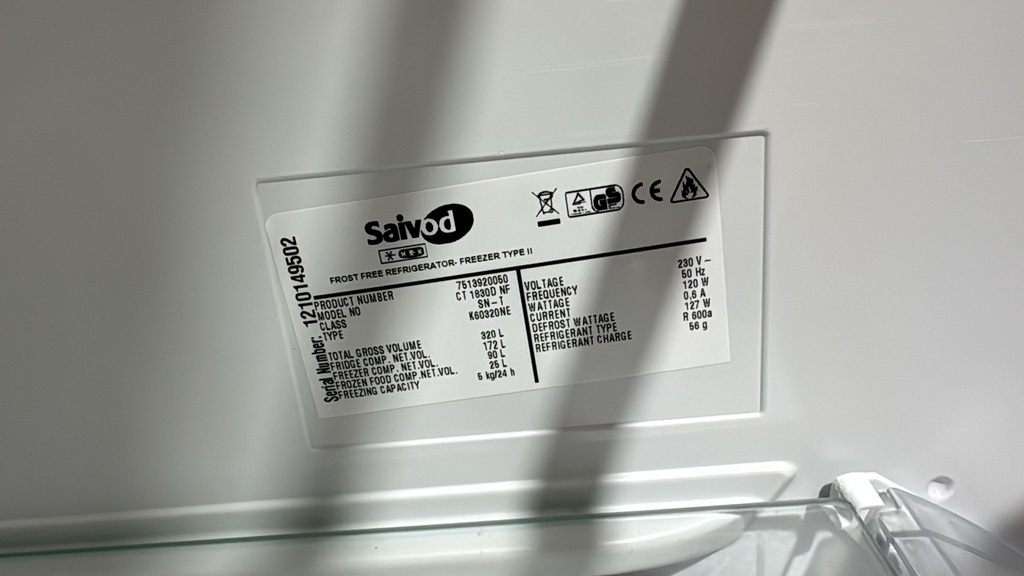 Saivod
GS
CE
FROST FREE REFRIGERATOR- FREEZER TYPE II
Serial Number: 1210149502
PRODUCT NUMBER 7513920050
MODEL NO CT 1830D NF
CLASS SN-T
TYPE K60320NE
TOTAL GROSS VOLUME 320 L
FRIDGE COMP. NET.VOL. 172 L
FREEZER COMP. NET.VOL. 90 L
FROZEN FOOD COMP.NET.VOL. 25 L
FREEZING CAPACITY 5 kg/24 h
VOLTAGE 230 V ~
FREQUENCY 50 Hz
WATTAGE 120 W
CURRENT 0,6 A
DEFROST WATTAGE 127 W
REFRIGERANT TYPE R 600a
REFRIGERANT CHARGE 56 g